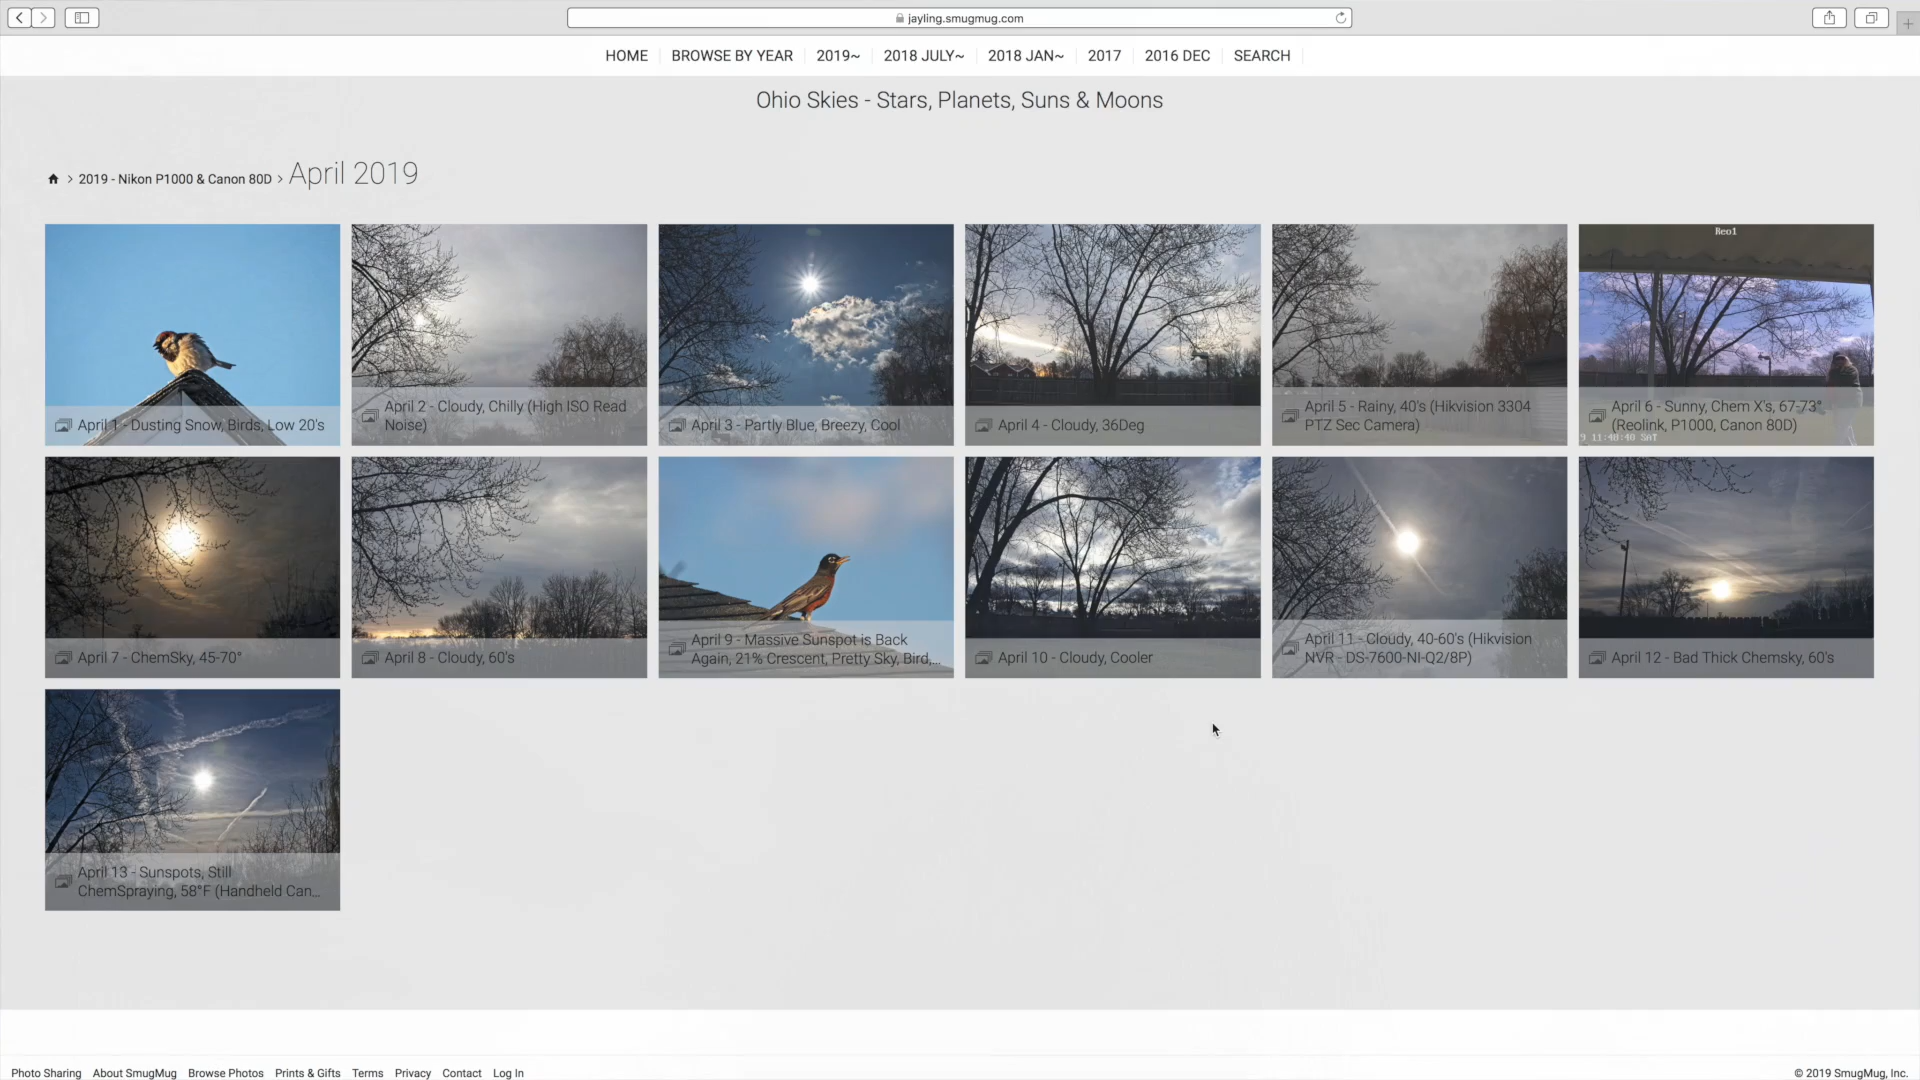 jayling.smugmug.com
HOME BROWSE BY YEAR 2019~ 2018 JULY~ 2018 JAN~ 2017 2016 DEC SEARCH
Ohio Skies - Stars, Planets, Suns & Moons
> 2019 - Nikon P1000 & Canon 80D > April 2019
Reo1
April 1 - Dusting Snow, Birds, Low 20's
April 2 - Cloudy, Chilly (High ISO Read
Noise)
April 3 - Partly Blue, Breezy, Cool
April 4 - Cloudy, 36Deg
April 5 - Rainy, 40's (Hikvision 3304
PTZ Sec Camera)
April 6 - Sunny, Chem X's, 67-73°
(Reolink, P1000, Canon 80D)
9 11:40:40 SAT
April 7 - ChemSky, 45-70°
April 8 - Cloudy, 60's
April 9 - Massive Sunspot is Back
Again, 21% Crescent, Pretty Sky, Bird,...
April 10 - Cloudy, Cooler
April 11 - Cloudy, 40-60's (Hikvision
NVR - DS-7600-NI-Q2/8P)
April 12 - Bad Thick Chemsky, 60's
April 13 - Sunspots, Still
ChemSpraying, 58°F (Handheld Can...
Photo Sharing About SmugMug Browse Photos Prints & Gifts Terms Privacy Contact Log In
© 2019 SmugMug, Inc.